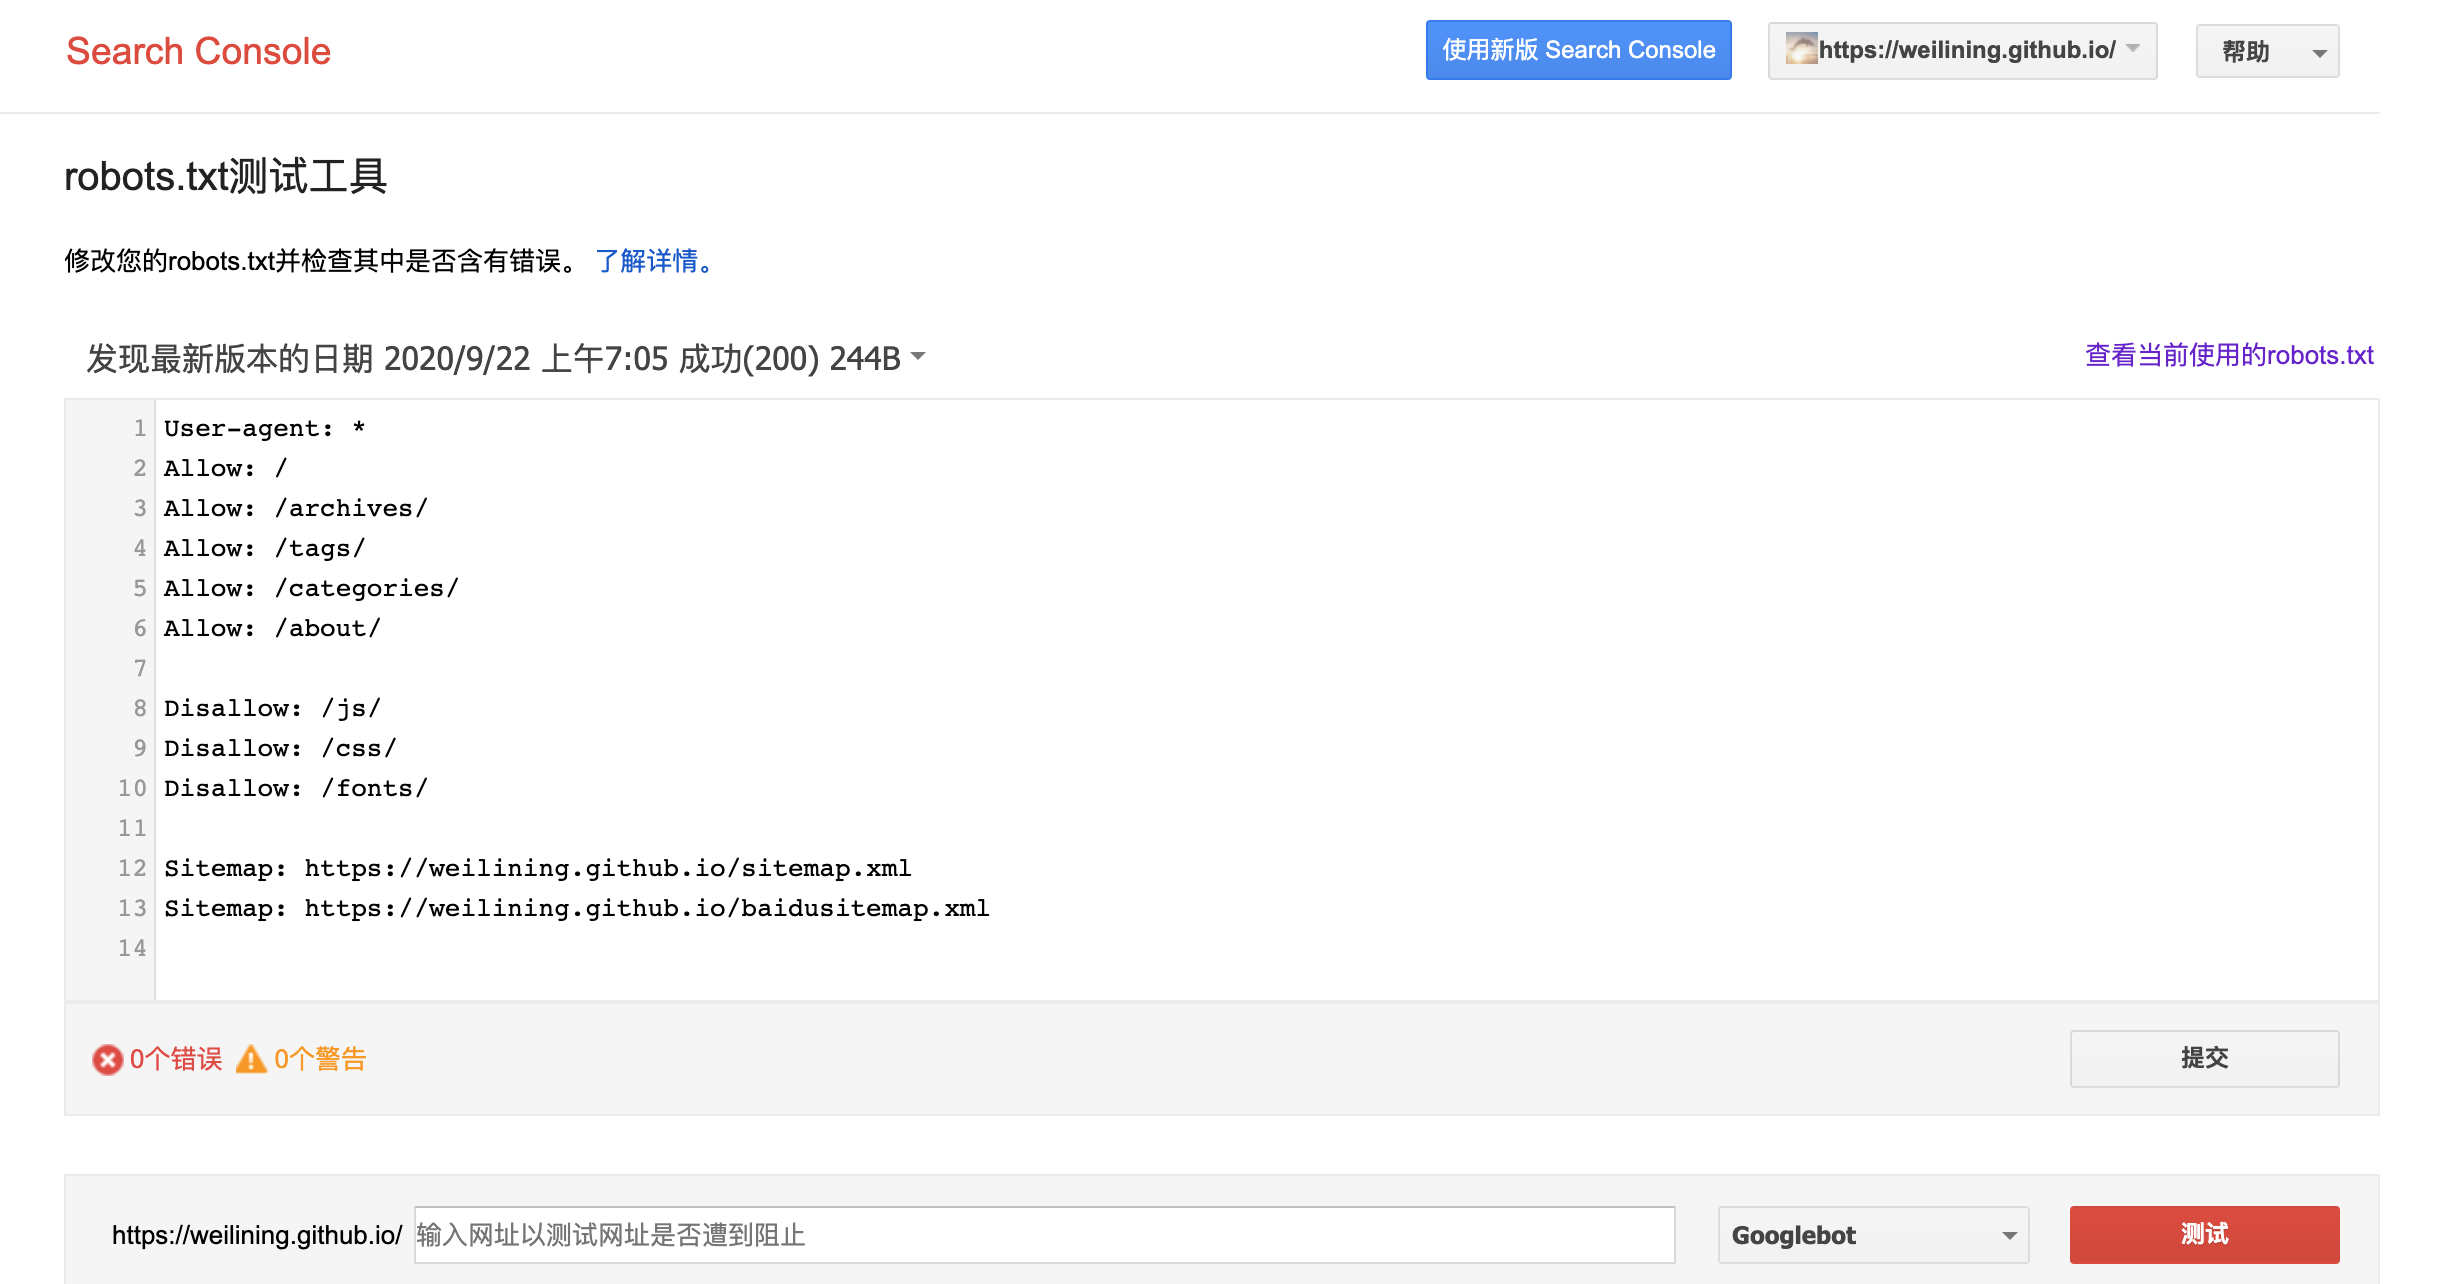 Search Console
使用新版 Search Console
https://weilining.github.io/
帮助
robots.txt测试工具
修改您的robots.txt并检查其中是否含有错误。 了解详情。
发现最新版本的日期 2020/9/22 上午7:05 成功(200) 244B
查看当前使用的robots.txt
1 User-agent: *
2 Allow: /
3 Allow: /archives/
4 Allow: /tags/
5 Allow: /categories/
6 Allow: /about/
7
8 Disallow: /js/
9 Disallow: /css/
10 Disallow: /fonts/
11
12 Sitemap: https://weilining.github.io/sitemap.xml
13 Sitemap: https://weilining.github.io/baidusitemap.xml
14
0个错误 0个警告
提交
https://weilining.github.io/ 输入网址以测试网址是否遭到阻止
Googlebot
测试